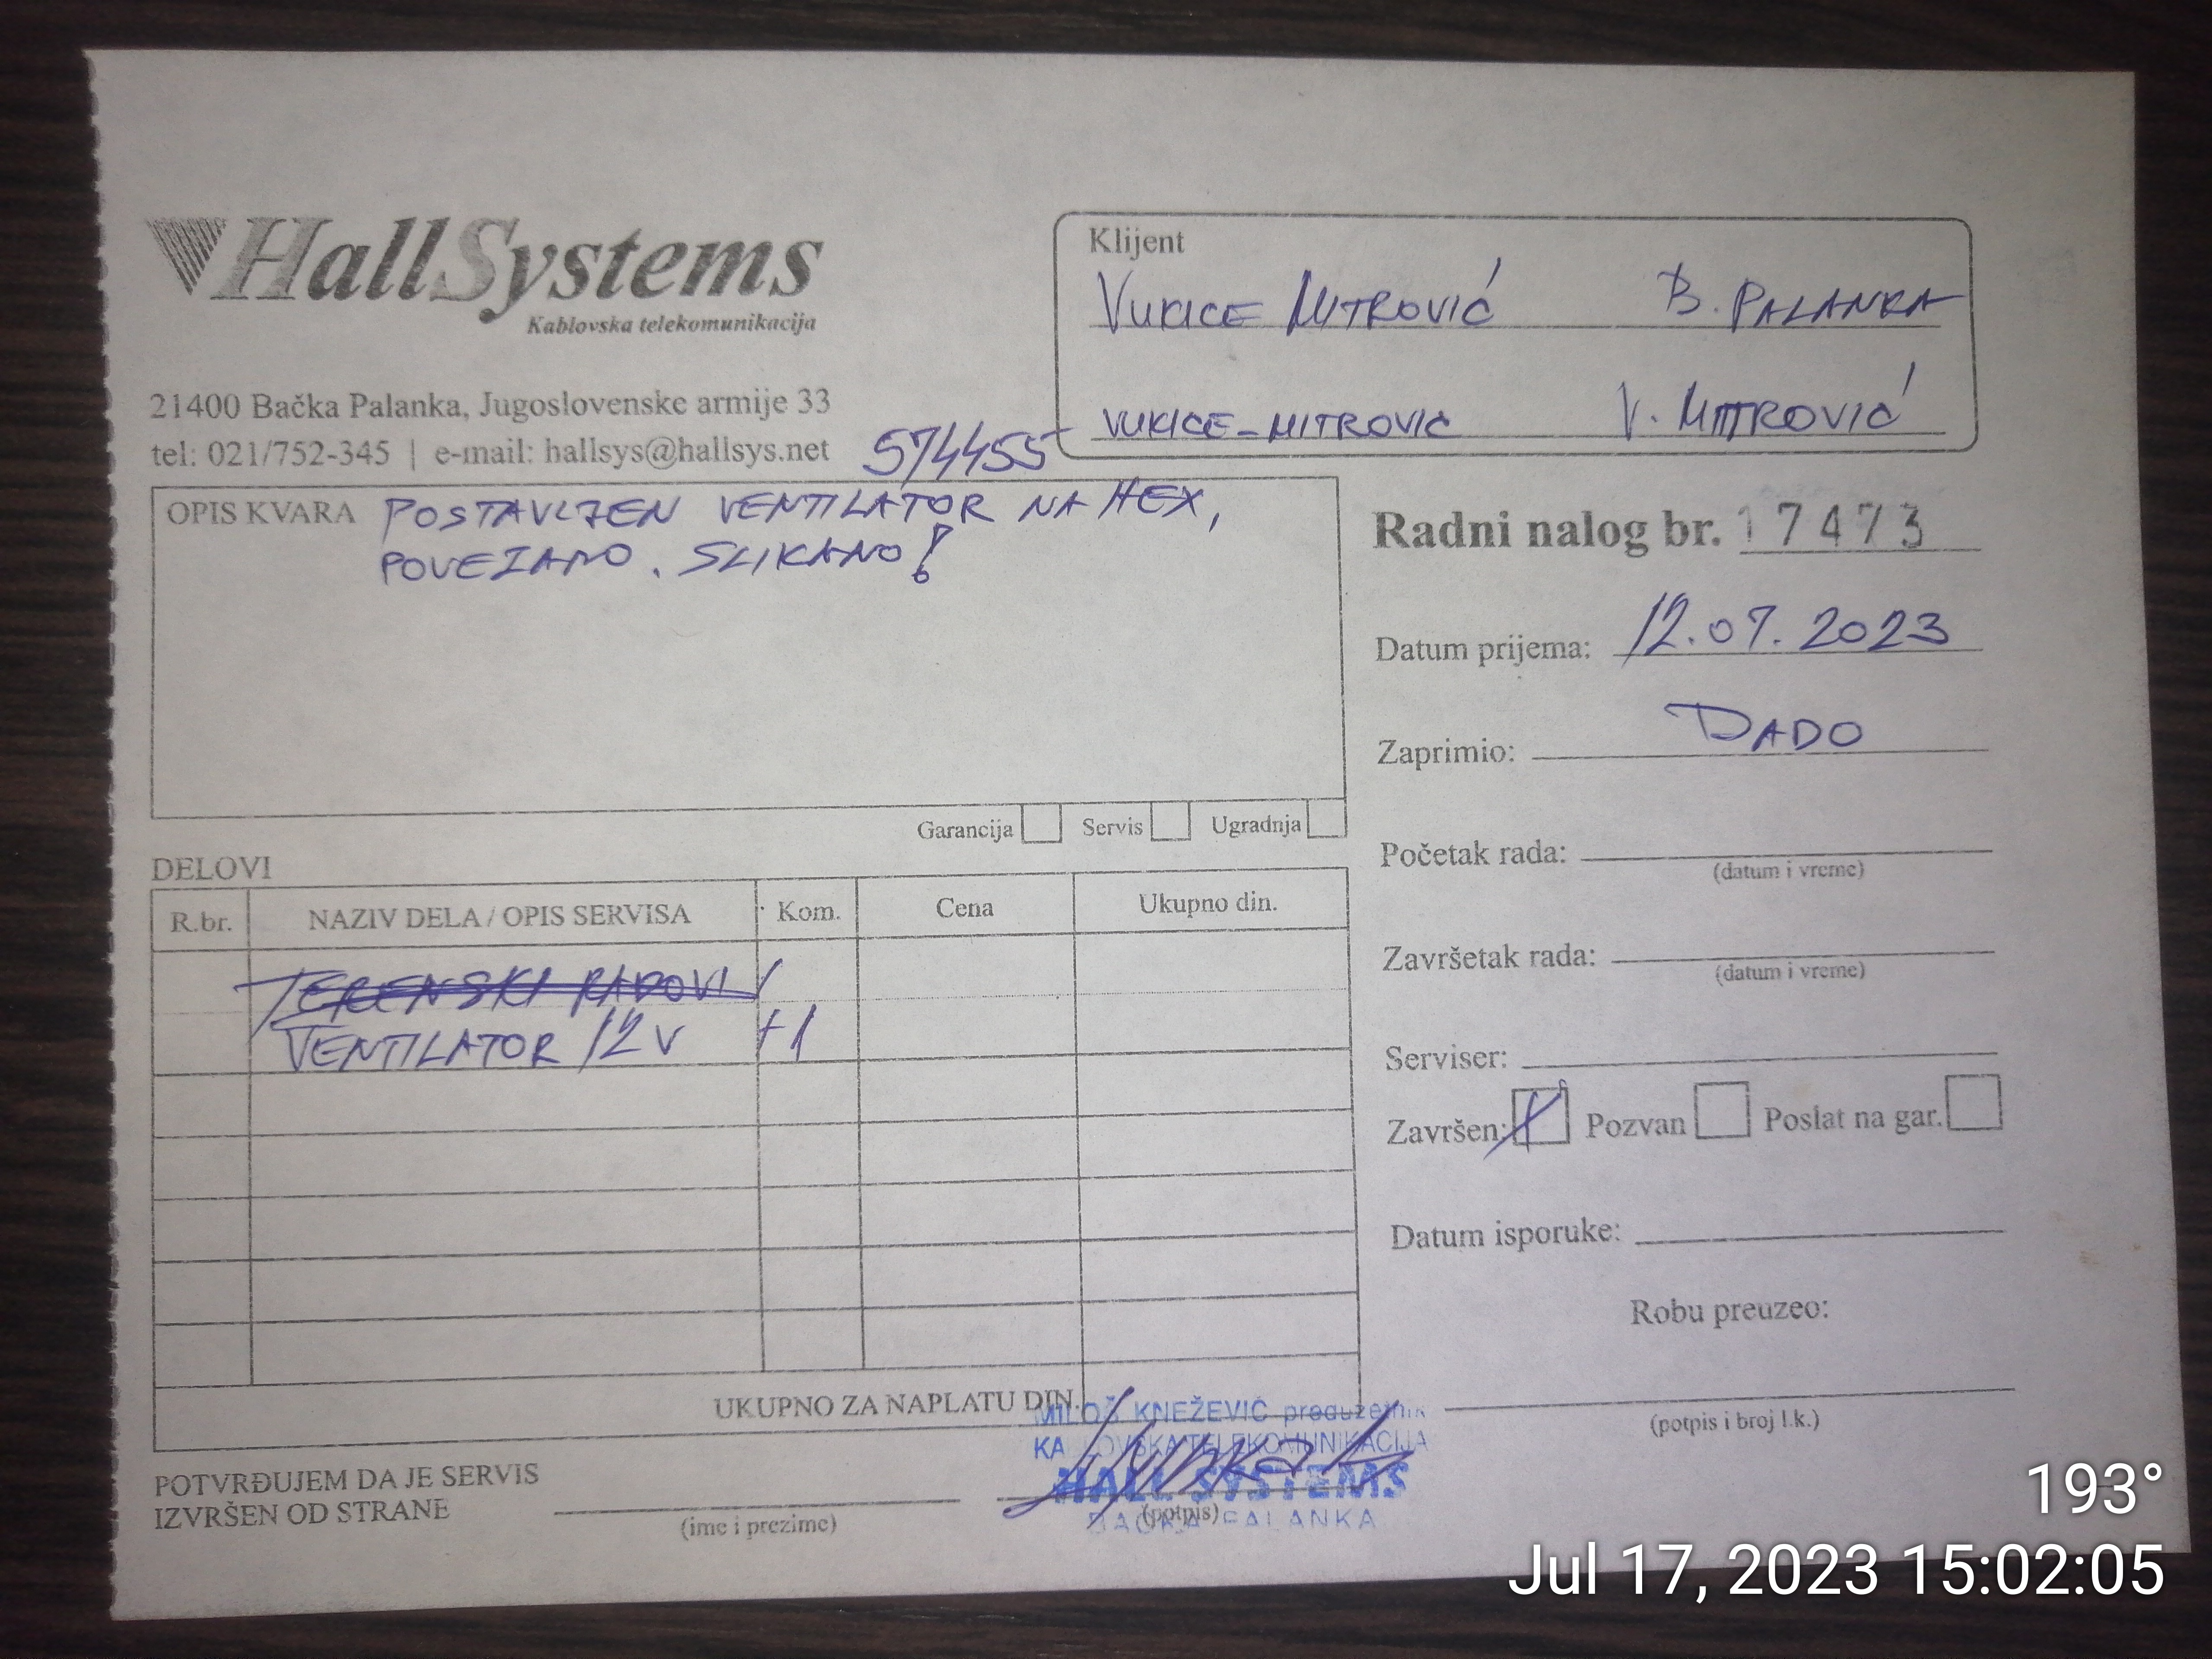 HallSystems
Kablovska telekomunikacija
21400 Bačka Palanka, Jugoslovenske armije 33
tel: 021/752-345 | e-mail: hallsys@hallsys.net
574455
Klijent
VUKICE MITROVIĆ B. PALANKA
VUKICE-MITROVIC V. MITROVIĆ
OPIS KVARA POSTAVLJEN VENTILATOR NA HEX,
POVEZANO. SLIKANO!
Garancija Servis Ugradnja
Radni nalog br. 17473
Datum prijema: 12.07.2023
Zaprimio: DADO
Početak rada:
(datum i vreme)
Završetak rada:
(datum i vreme)
Serviser:
Završen: Pozvan Poslat na gar.
Datum isporuke:
Robu preuzeo:
(potpis i broj l.k.)
DELOVI
R.br. NAZIV DELA / OPIS SERVISA Kom. Cena Ukupno din.
TERENSKI RADOVI
VENTILATOR 12V +1
UKUPNO ZA NAPLATU DIN.
POTVRĐUJEM DA JE SERVIS
IZVRŠEN OD STRANE
(ime i prezime)
(potpis)
MILOŠ KNEŽEVIĆ preduzetnik
KABLOVSKA TELEKOMUNIKACIJA
HALL SYSTEMS
BAČKA PALANKA
193°
Jul 17, 2023 15:02:05